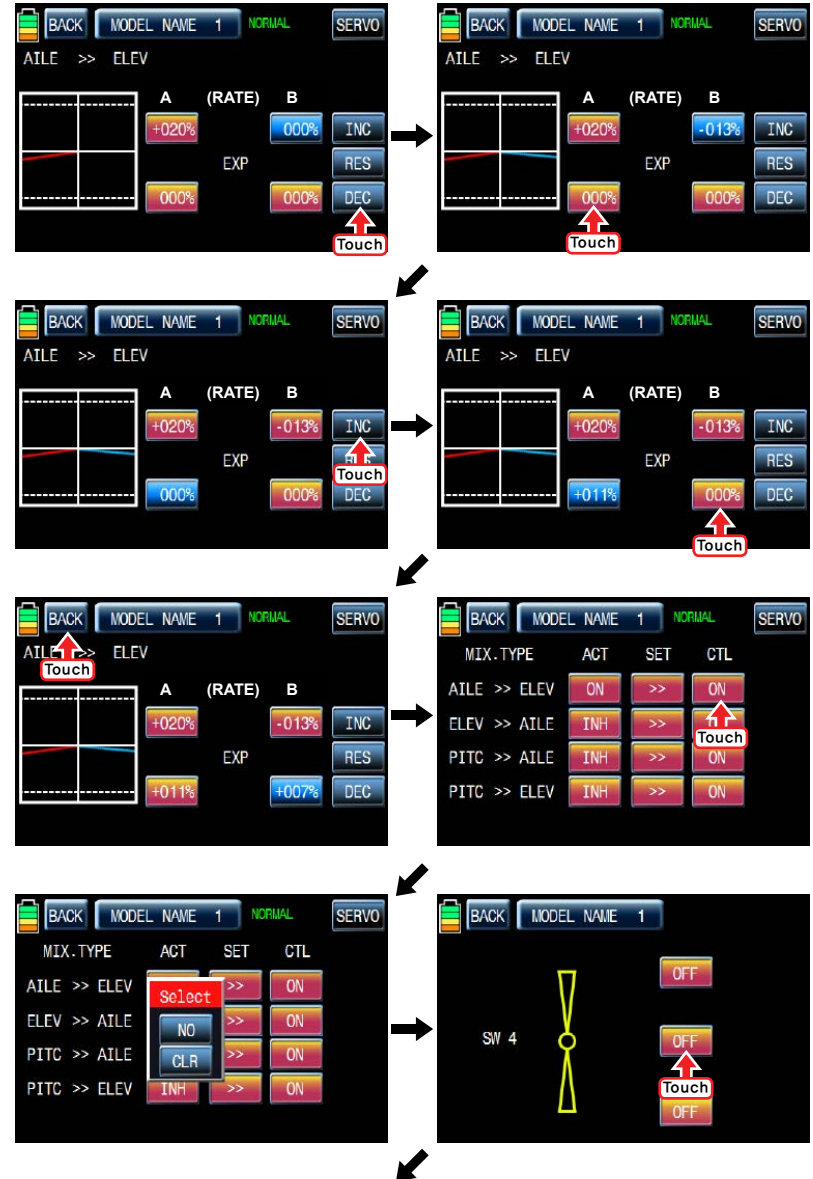 BACK MODEL NAME 1 NORMAL SERVO
AILE >> ELEV
A (RATE) B
+020% 000% INC
EXP RES
000% 000% DEC
Touch
BACK MODEL NAME 1 NORMAL SERVO
AILE >> ELEV
A (RATE) B
+020% -013% INC
EXP RES
000% 000% DEC
Touch
BACK MODEL NAME 1 NORMAL SERVO
AILE >> ELEV
A (RATE) B
+020% -013% INC
EXP
Touch
000% 000% DEC
BACK MODEL NAME 1 NORMAL SERVO
AILE >> ELEV
A (RATE) B
+020% -013% INC
EXP RES
+011% 000% DEC
Touch
BACK MODEL NAME 1 NORMAL SERVO
AILE >> ELEV
Touch
A (RATE) B
+020% -013% INC
EXP RES
+011% +007% DEC
BACK MODEL NAME 1 NORMAL SERVO
MIX.TYPE ACT SET CTL
AILE >> ELEV ON >> ON
ELEV >> AILE INH >>
Touch
PITC >> AILE INH >> ON
PITC >> ELEV INH >> ON
BACK MODEL NAME 1 NORMAL SERVO
MIX.TYPE ACT SET CTL
AILE >> ELEV >> ON
Select
ELEV >> AILE NO >> ON
PITC >> AILE CLR >> ON
PITC >> ELEV INH >> ON
BACK MODEL NAME 1
OFF
SW 4 OFF
Touch
OFF